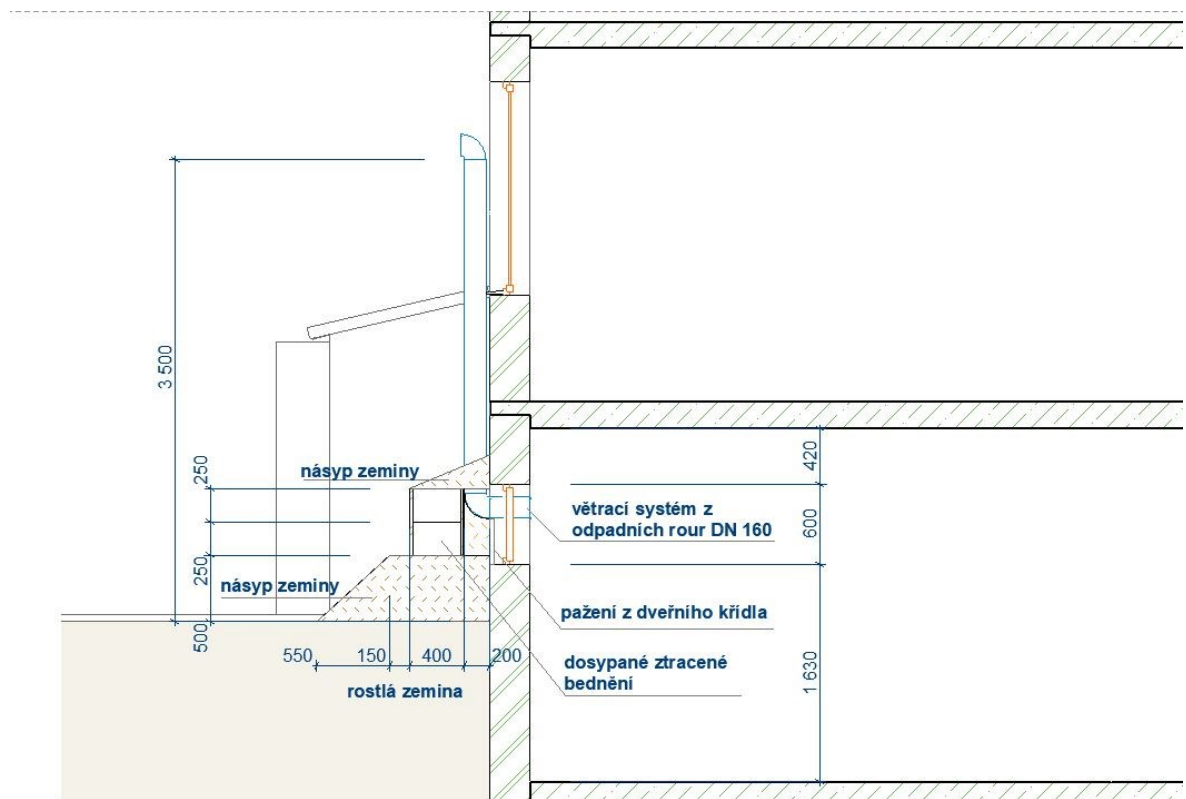 3 500
250
250
500
násyp zeminy
násyp zeminy
550
150
400
200
rostlá zemina
větrací systém z
odpadních rour DN 160
pažení z dveřního křídla
dosypané ztracené
bednění
420
600
1 630